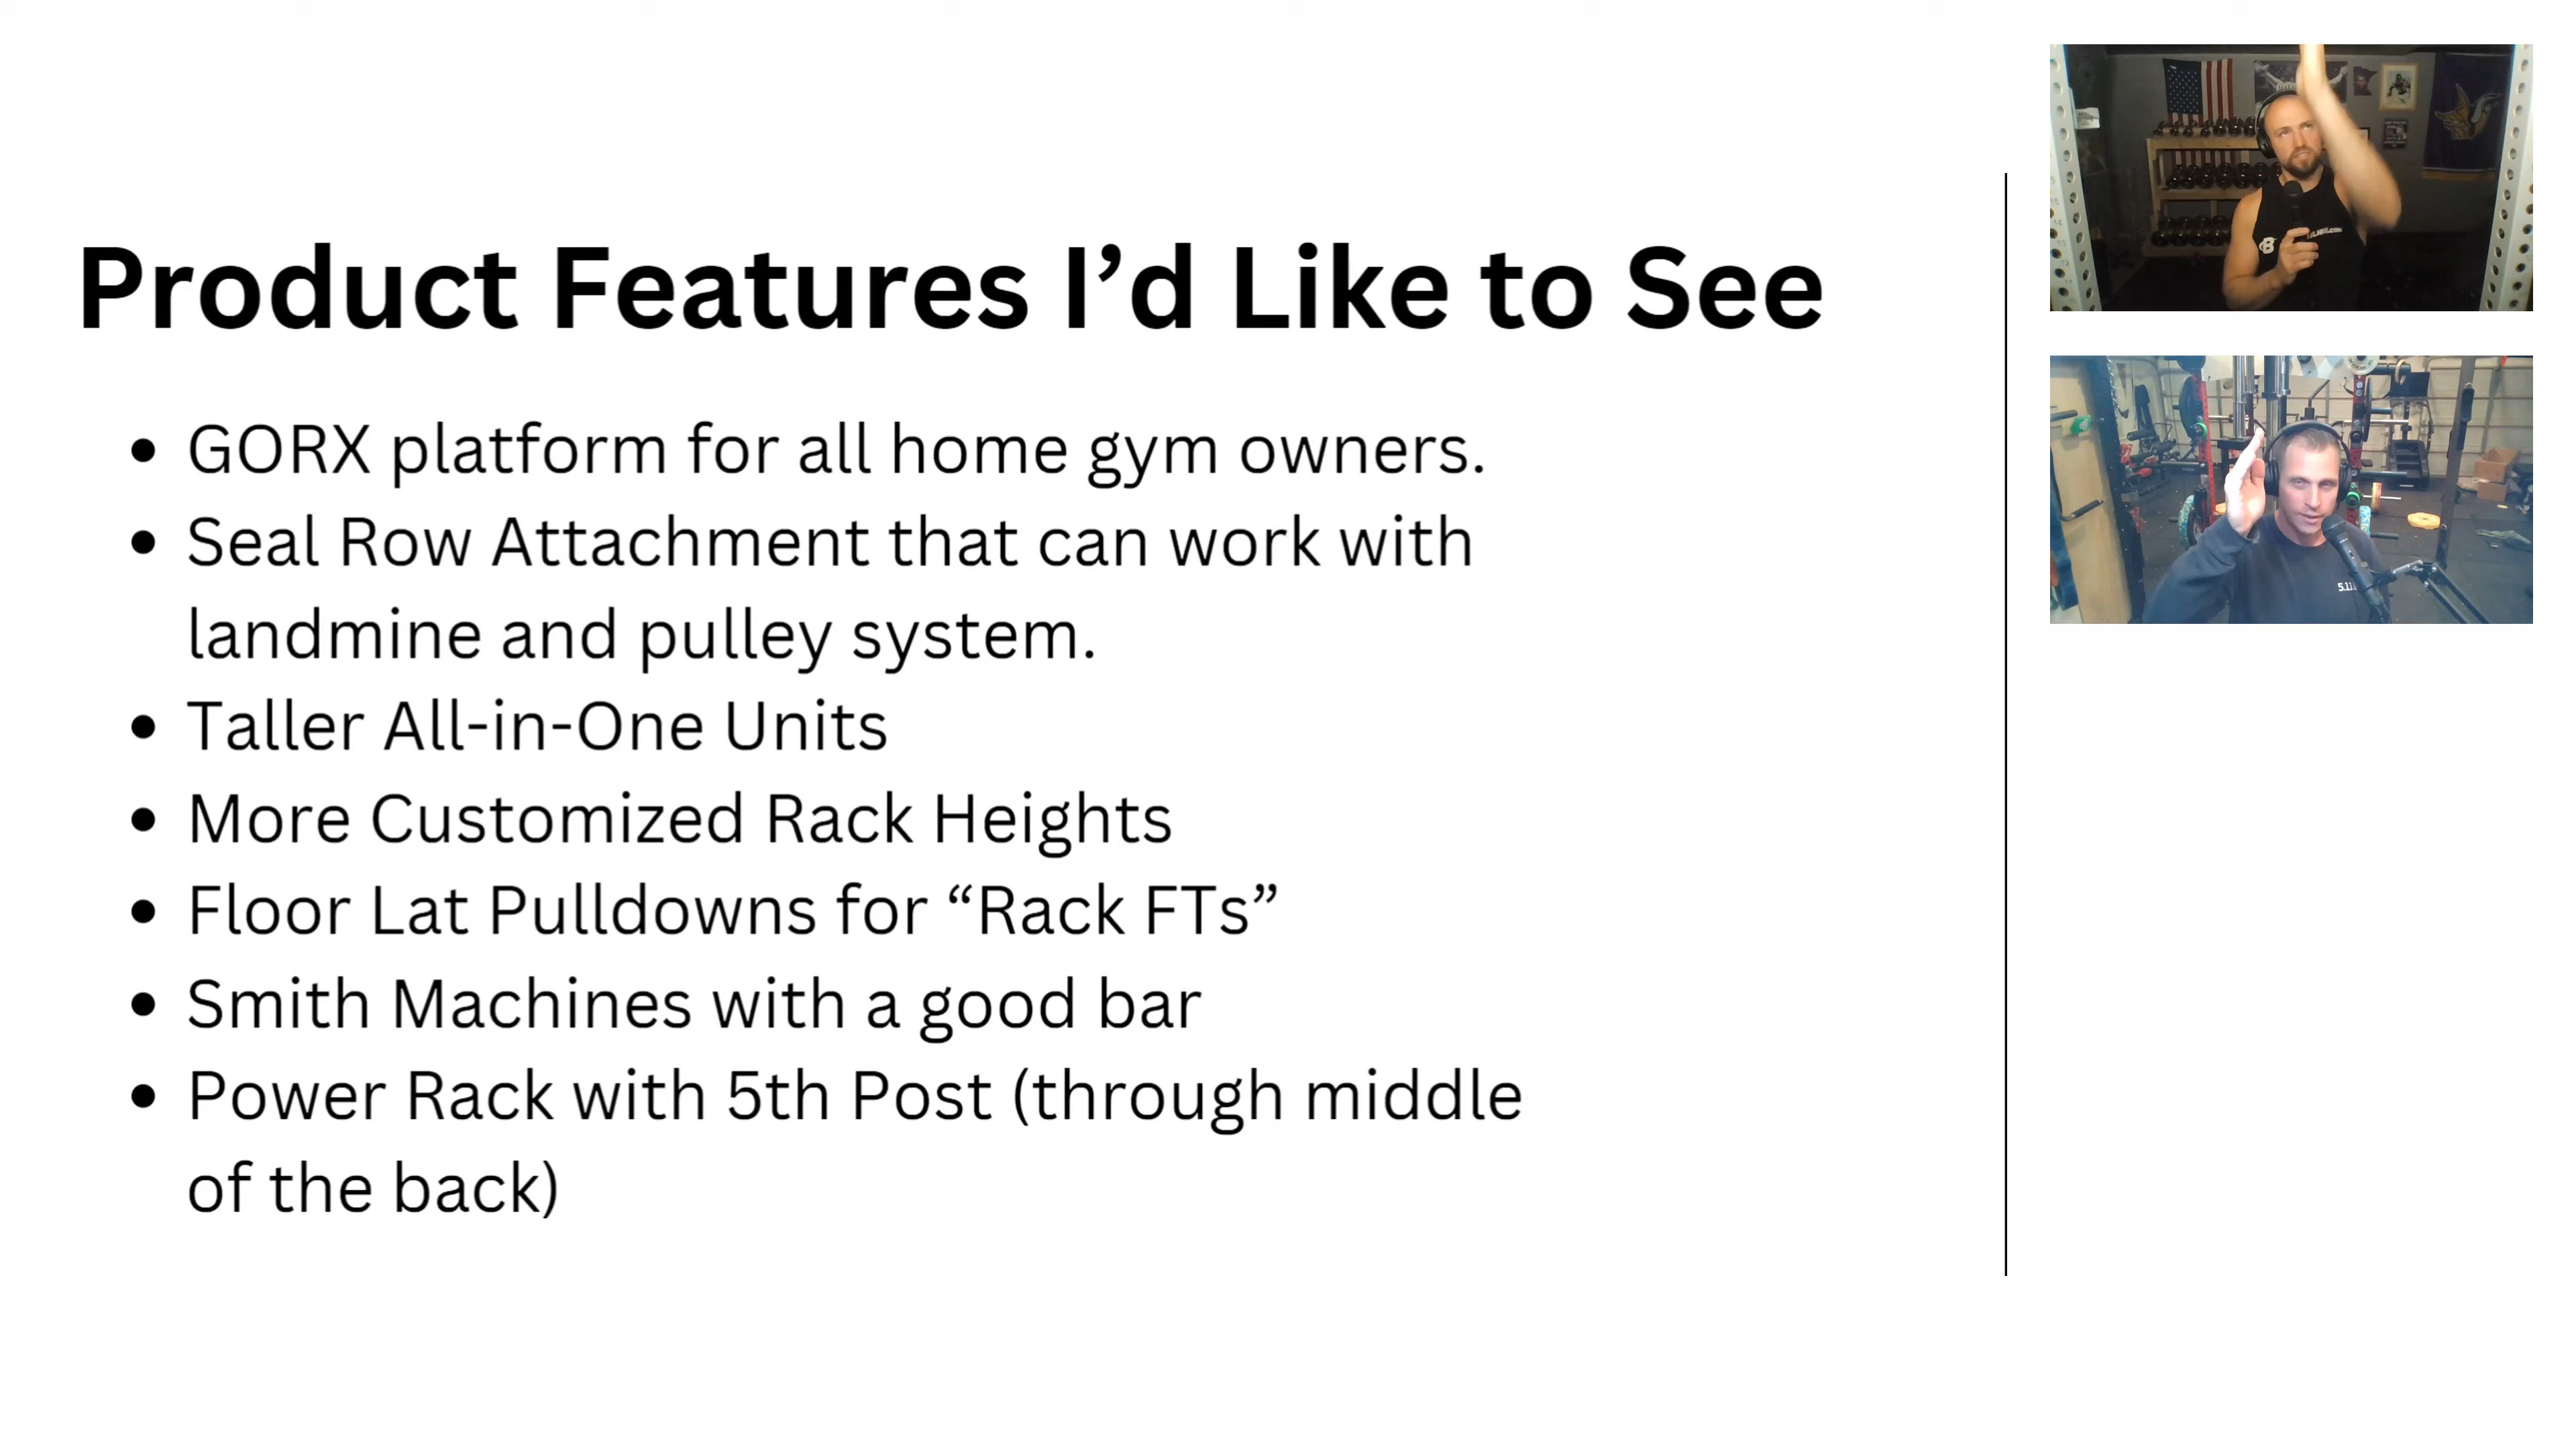 Product Features I’d Like to See
• GORX platform for all home gym owners.
• Seal Row Attachment that can work with
landmine and pulley system.
• Taller All-in-One Units
• More Customized Rack Heights
• Floor Lat Pulldowns for “Rack FTs”
• Smith Machines with a good bar
• Power Rack with 5th Post (through middle
of the back)